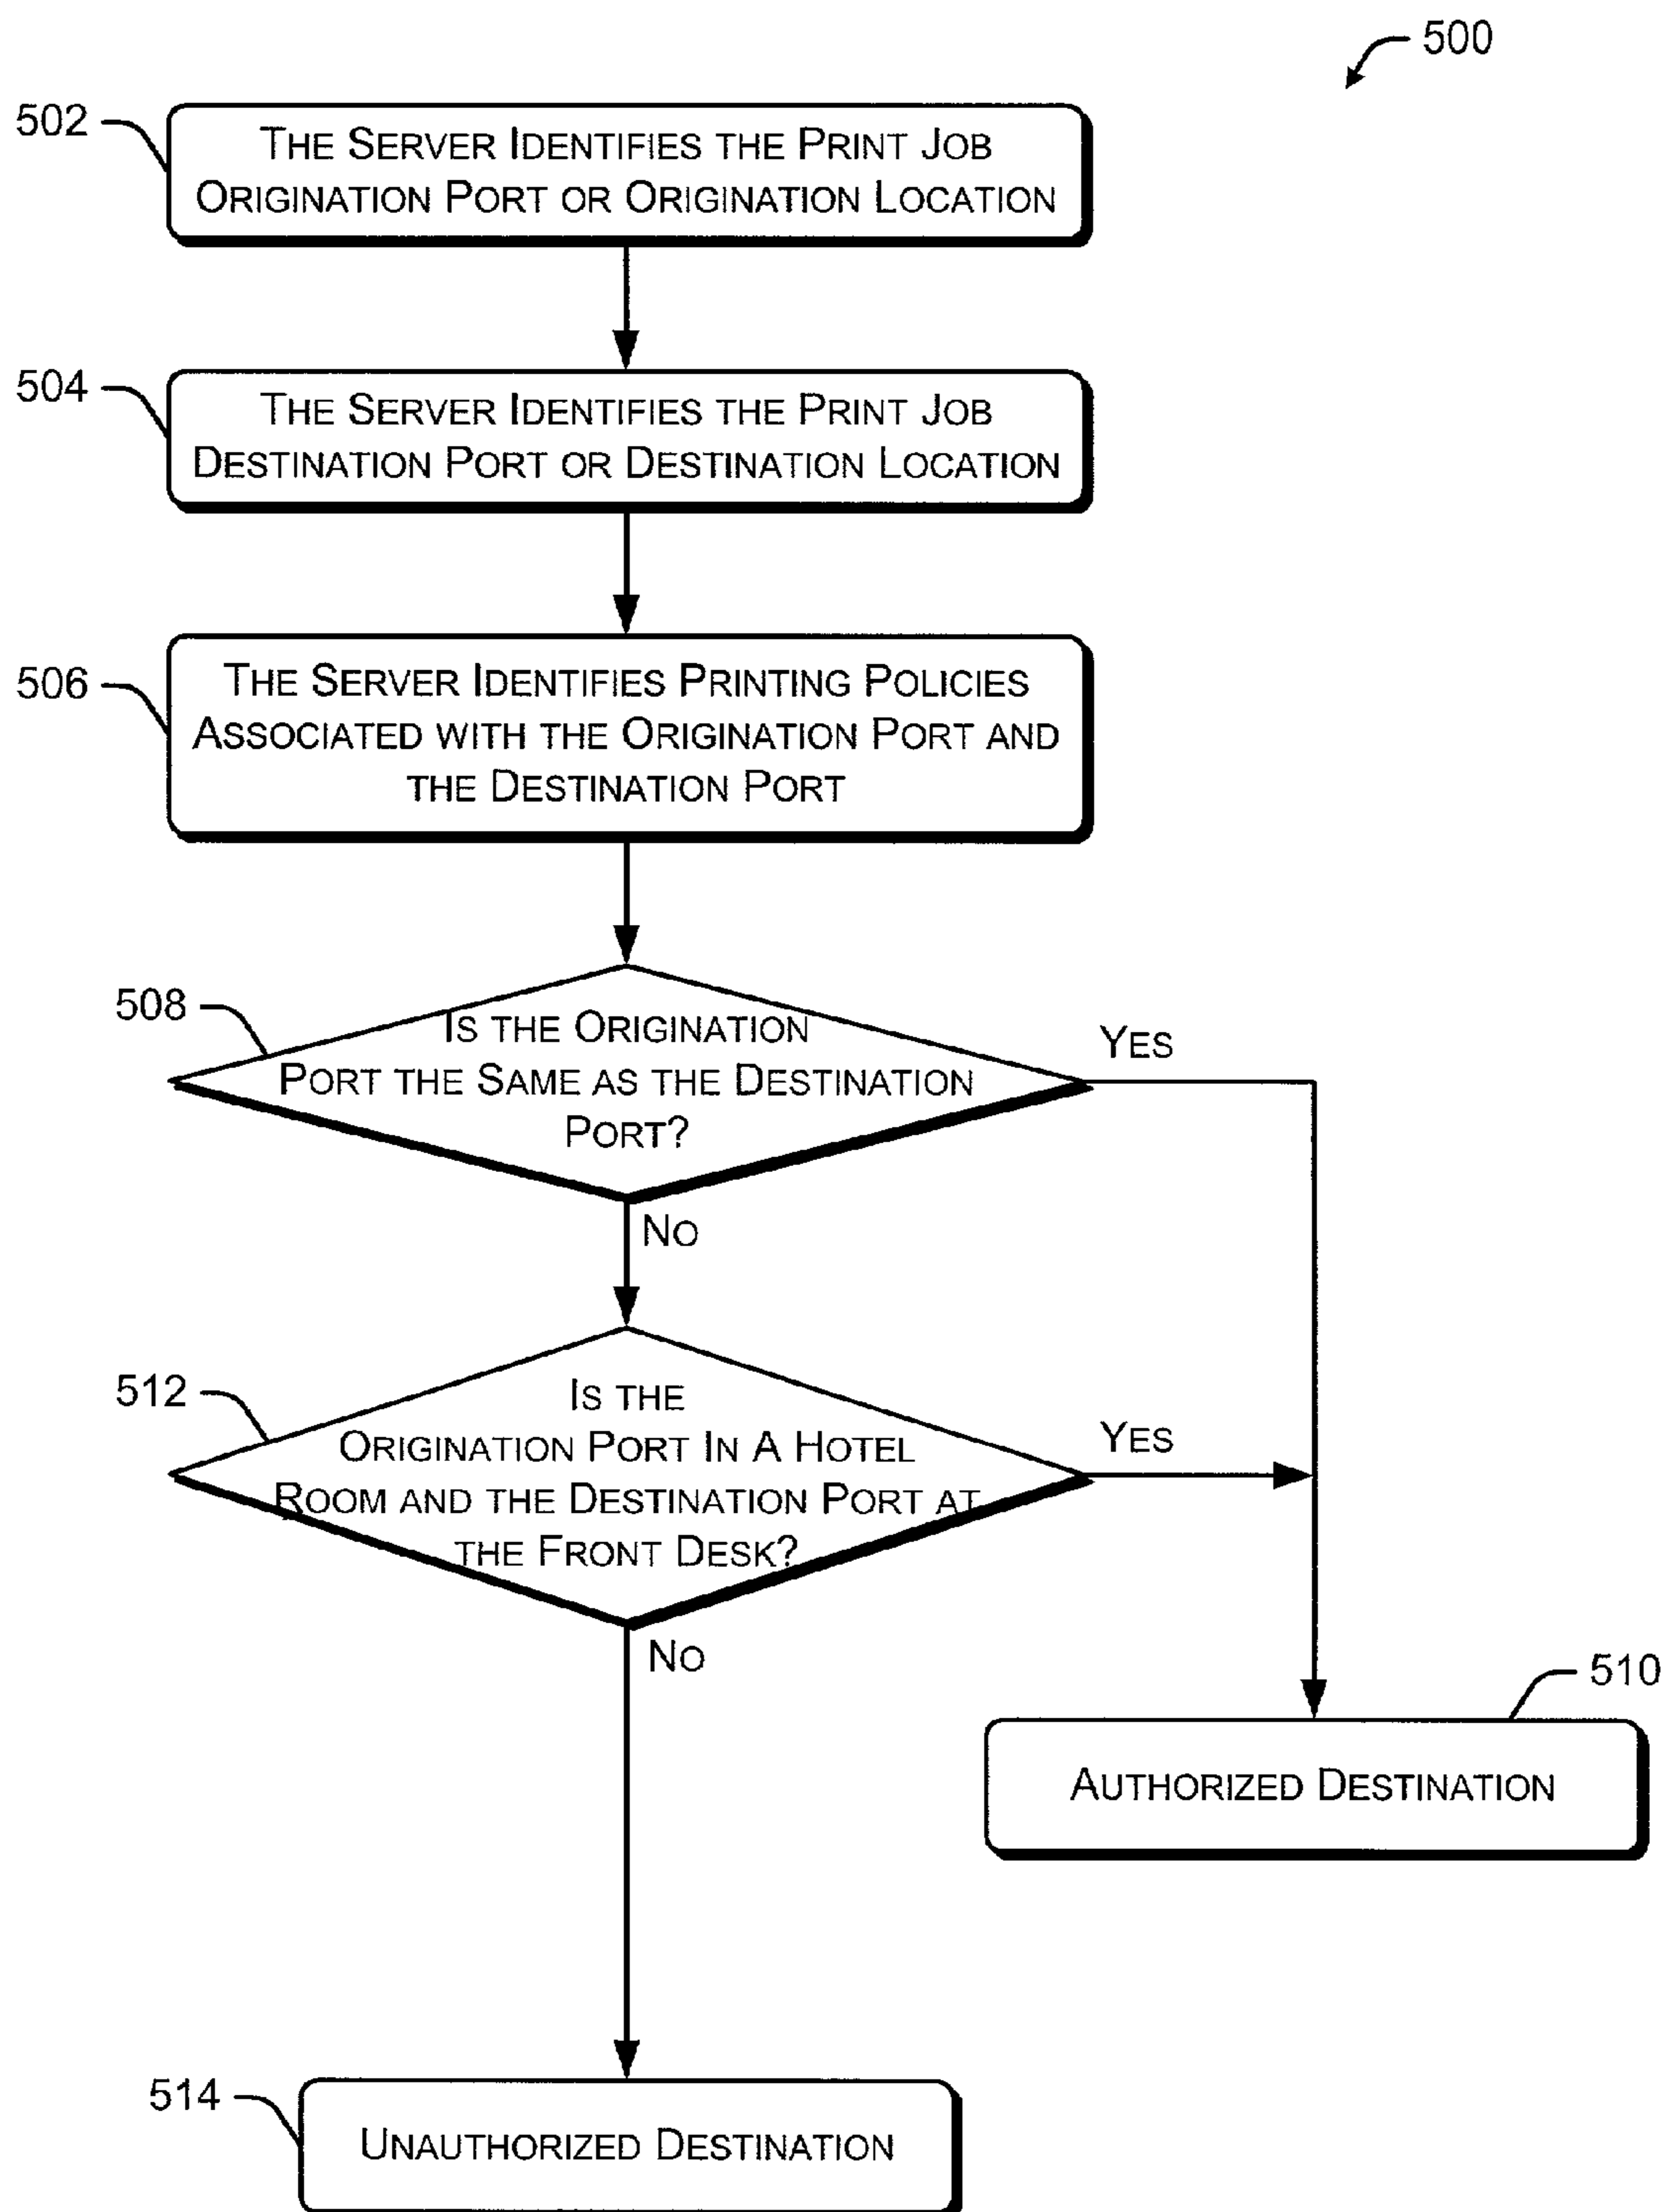 500
502
THE SERVER IDENTIFIES THE PRINT JOB
ORIGINATION PORT OR ORIGINATION LOCATION
504
THE SERVER IDENTIFIES THE PRINT JOB
DESTINATION PORT OR DESTINATION LOCATION
506
THE SERVER IDENTIFIES PRINTING POLICIES
ASSOCIATED WITH THE ORIGINATION PORT AND
THE DESTINATION PORT
508
IS THE ORIGINATION
PORT THE SAME AS THE DESTINATION
PORT?
YES
NO
512
IS THE
ORIGINATION PORT IN A HOTEL
ROOM AND THE DESTINATION PORT AT
THE FRONT DESK?
YES
NO
510
AUTHORIZED DESTINATION
514
UNAUTHORIZED DESTINATION